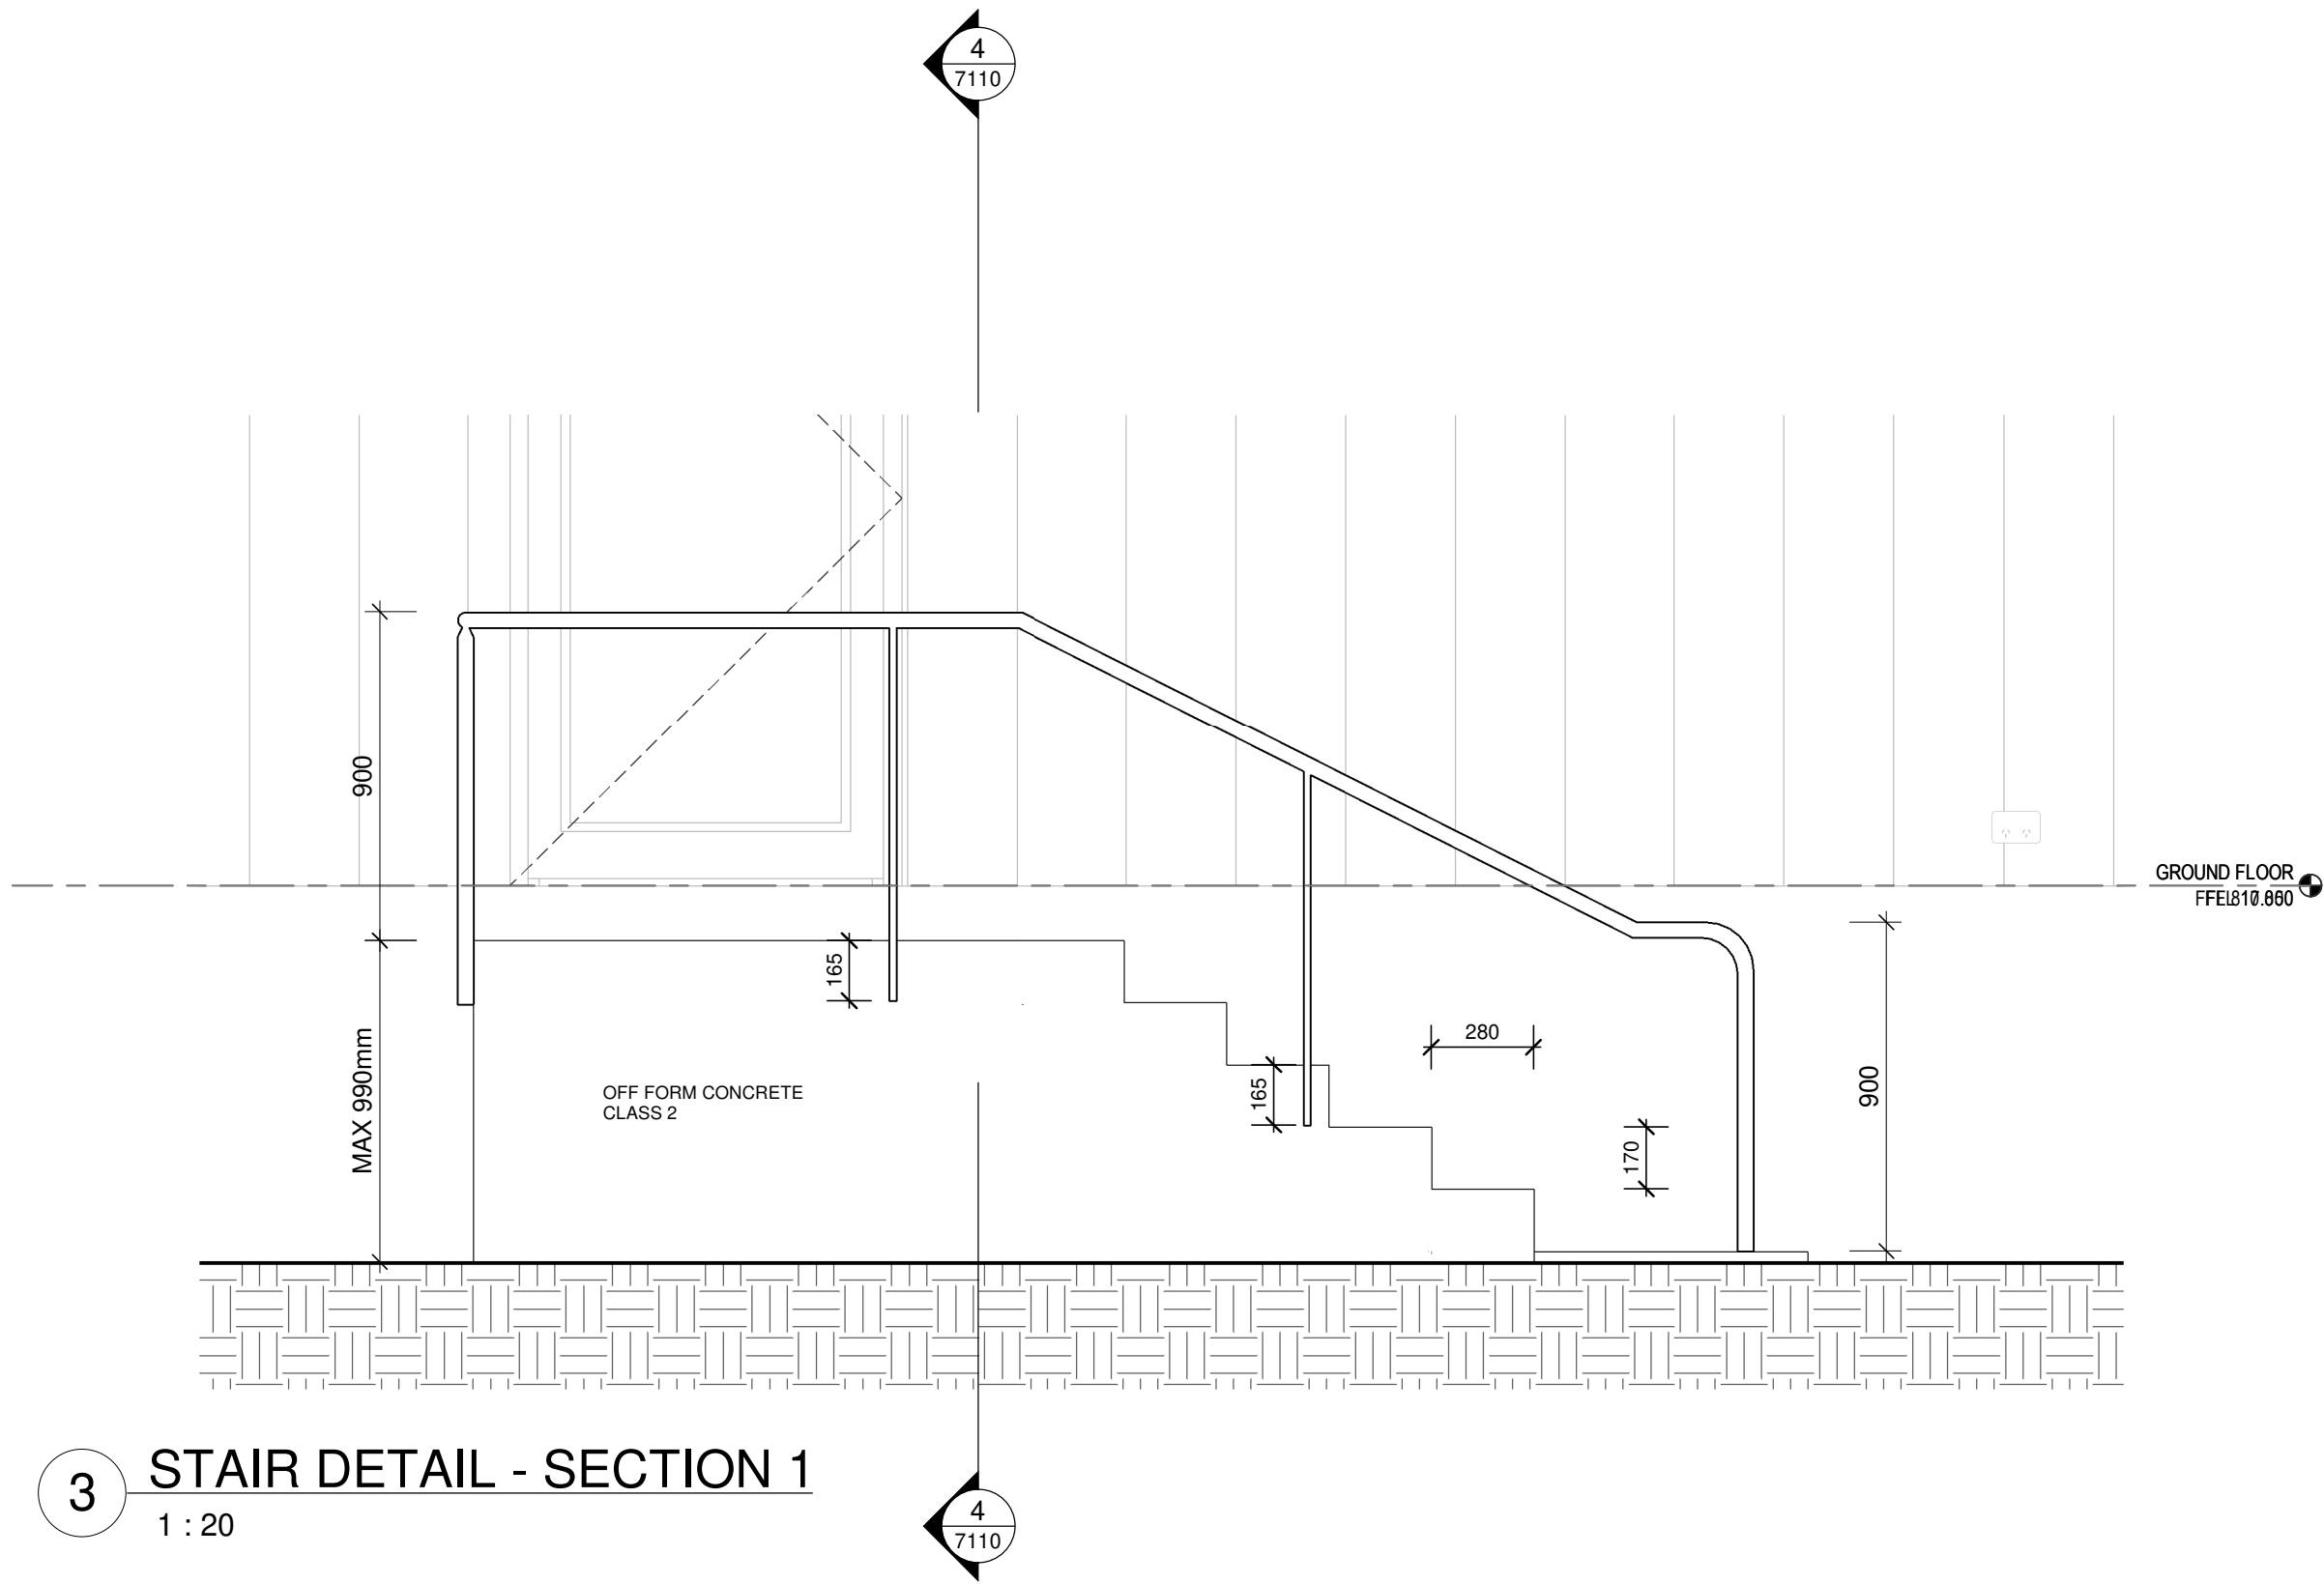 4
7110
GROUND FLOOR
900
165
280
165
900
MAX 990mm
OFF FORM CONCRETE
CLASS 2
170
3
STAIR DETAIL - SECTION 1
1 : 20
4
7110